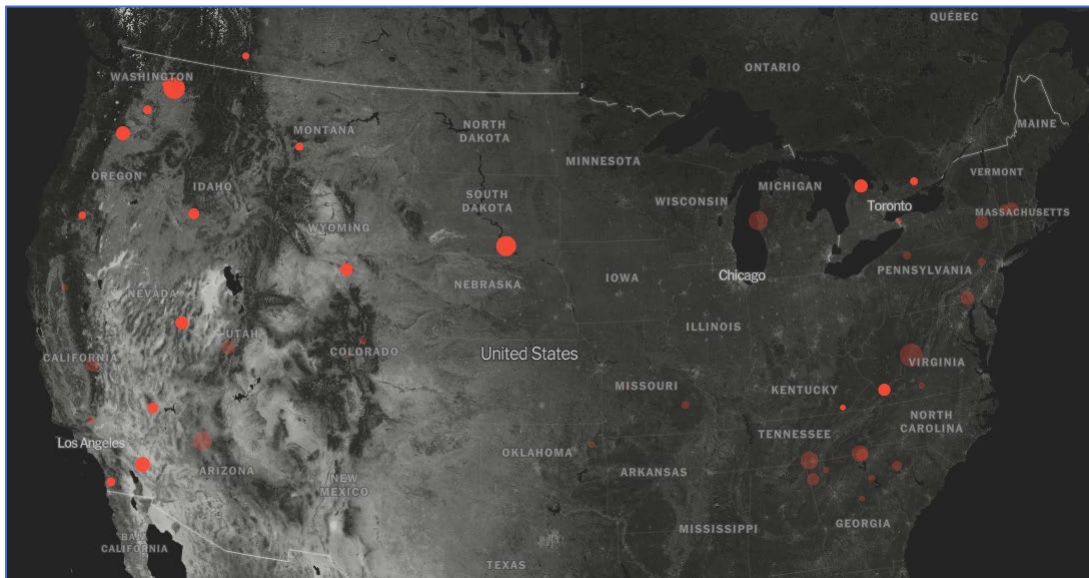 QUÉBEC
ONTARIO
WASHINGTON
MAINE
MONTANA
NORTH
DAKOTA
MINNESOTA
VERMONT
OREGON
IDAHO
SOUTH
DAKOTA
WISCONSIN
MICHIGAN
Toronto
MASSACHUSETTS
WYOMING
Chicago
PENNSYLVANIA
NEBRASKA
IOWA
NEVADA
ILLINOIS
UTAH
CALIFORNIA
COLORADO
United States
VIRGINIA
MISSOURI
KENTUCKY
NORTH
CAROLINA
TENNESSEE
Los Angeles
OKLAHOMA
ARIZONA
ARKANSAS
NEW
MEXICO
GEORGIA
MISSISSIPPI
BAJA
CALIFORNIA
TEXAS